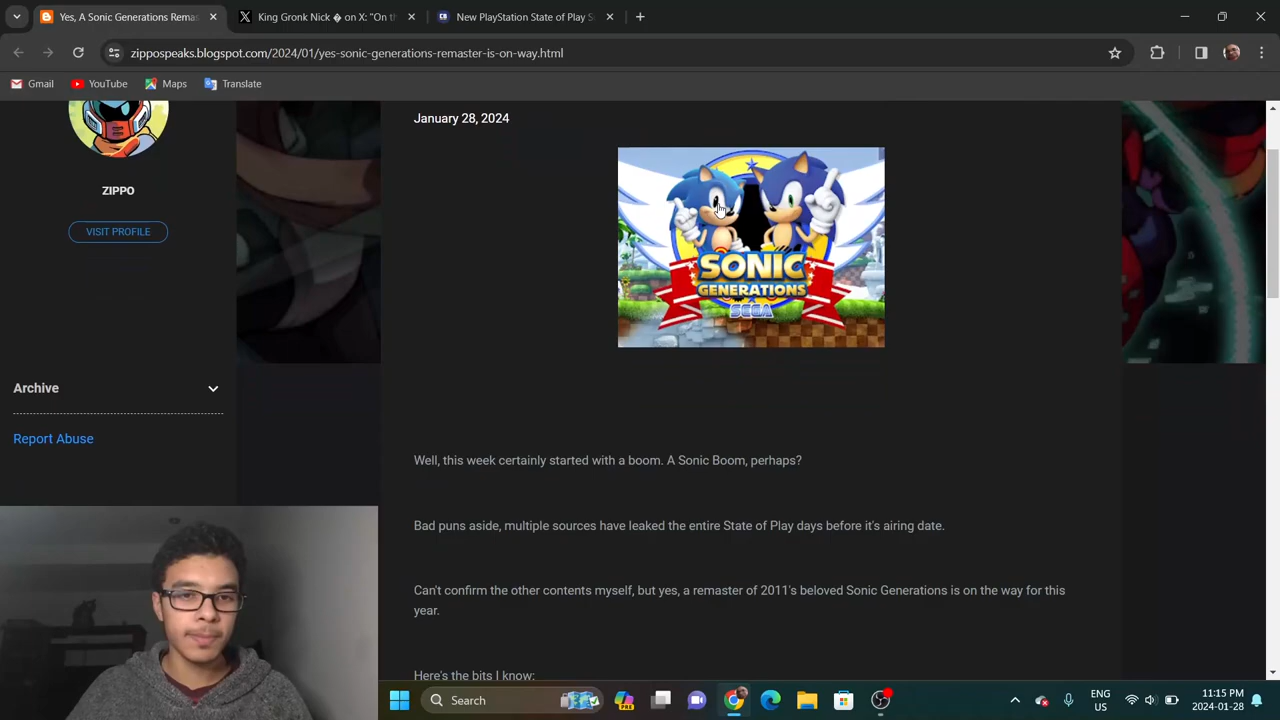 Yes, A Sonic Generations Remas
King Gronk Nick � on X: "On th
New PlayStation State of Play S
zippospeaks.blogspot.com/2024/01/yes-sonic-generations-remaster-is-on-way.html
Gmail
YouTube
Maps
Translate
January 28, 2024
SONIC
GENERATIONS
SEGA
ZIPPO
VISIT PROFILE
Archive
Report Abuse
Well, this week certainly started with a boom. A Sonic Boom, perhaps?
Bad puns aside, multiple sources have leaked the entire State of Play days before it's airing date.
Can't confirm the other contents myself, but yes, a remaster of 2011's beloved Sonic Generations is on the way for this
year.
Here's the bits I know:
Search
PRE
ENG
US
11:15 PM
2024-01-28